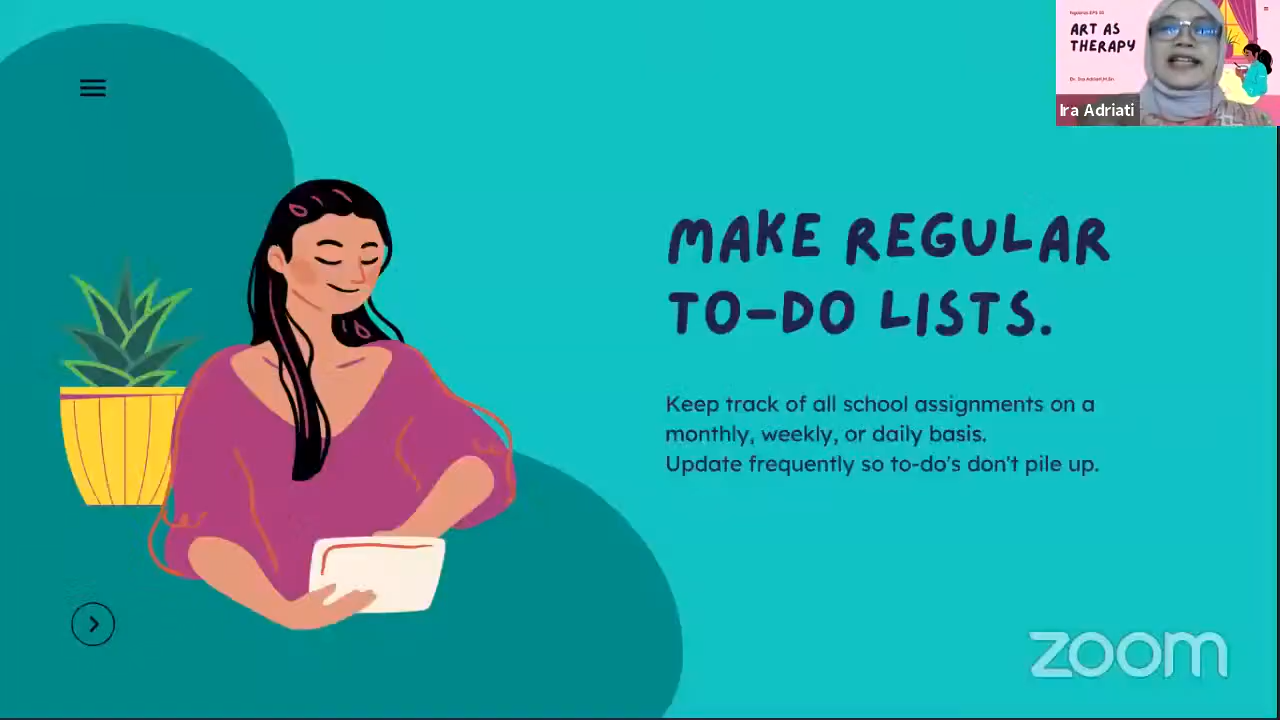 ART AS
THERAPY
Ira Adriati
MAKE REGULAR
TO-DO LISTS.
Keep track of all school assignments on a
monthly, weekly, or daily basis.
Update frequently so to-do's don't pile up.
zoom